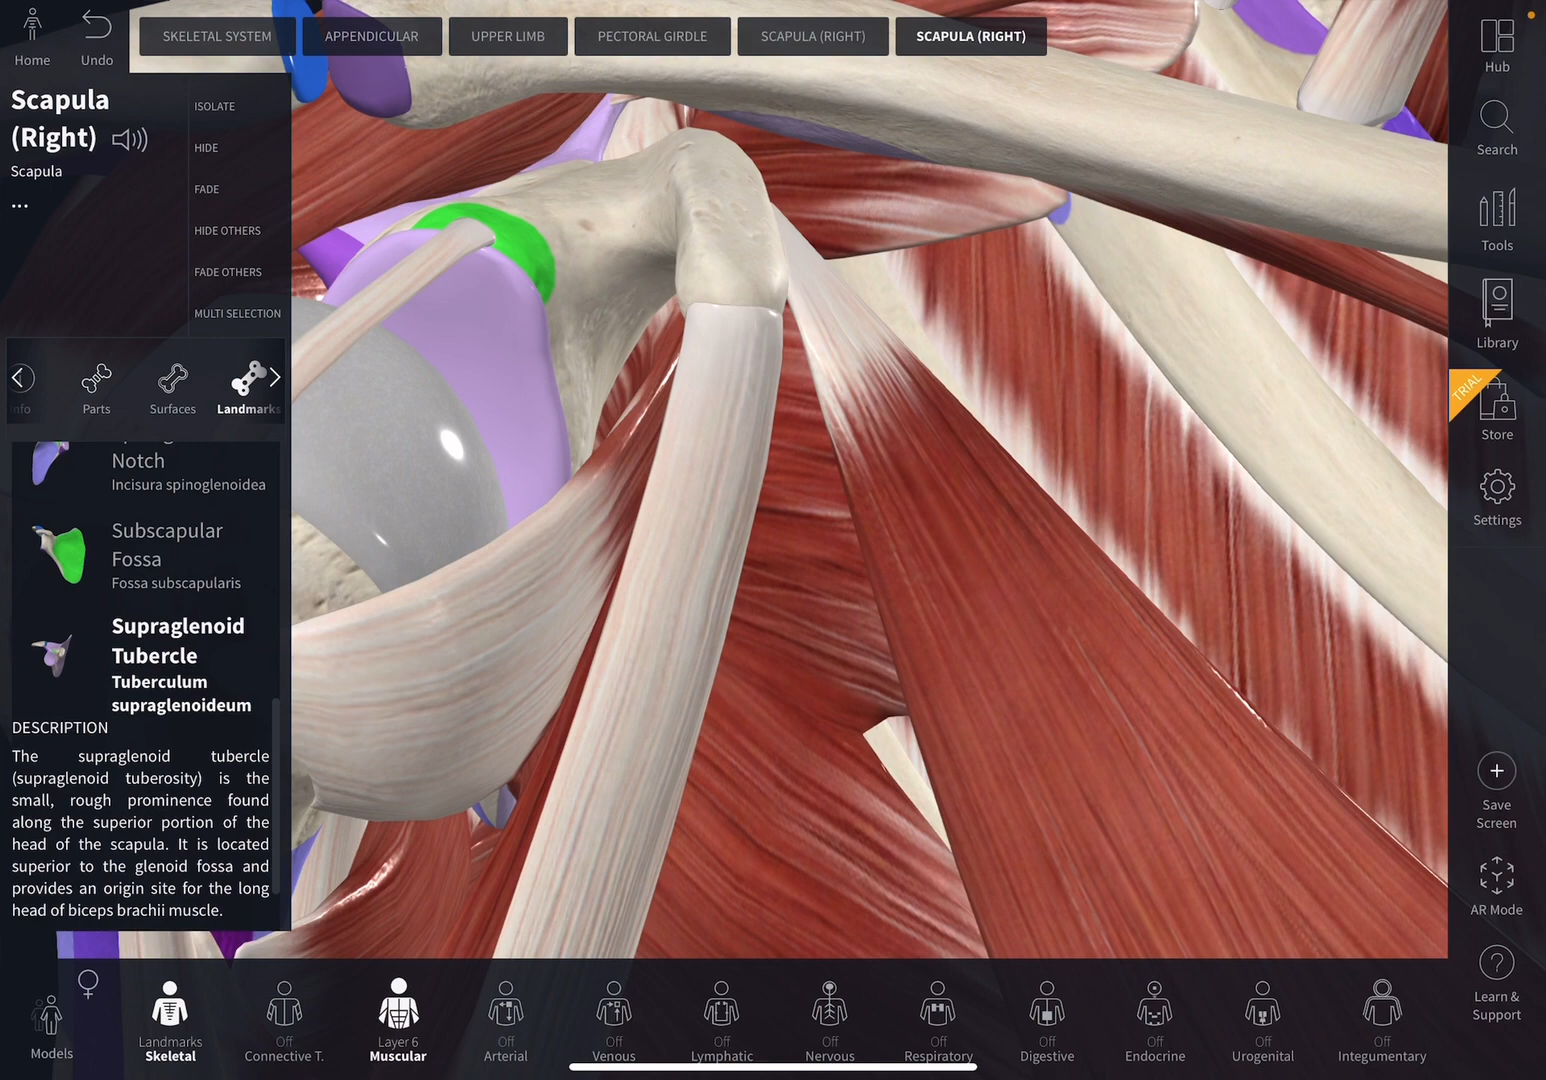 Home
Undo
SKELETAL SYSTEM
APPENDICULAR
UPPER LIMB
PECTORAL GIRDLE
SCAPULA (RIGHT)
SCAPULA (RIGHT)
Scapula
(Right)
Scapula
...
ISOLATE
HIDE
FADE
HIDE OTHERS
FADE OTHERS
MULTI SELECTION
Parts
Surfaces
Landmarks
Notch
Incisura spinoglenoidea
Subscapular
Fossa
Fossa subscapularis
Supraglenoid
Tubercle
Tuberculum
supraglenoideum
DESCRIPTION
The supraglenoid tubercle
(supraglenoid tuberosity) is the
small, rough prominence found
along the superior portion of the
head of the scapula. It is located
superior to the glenoid fossa and
provides an origin site for the long
head of biceps brachii muscle.
Hub
Search
Tools
Library
TRIAL
Store
Settings
Save
Screen
AR Mode
Learn &
Support
Models
Landmarks
Skeletal
Off
Connective T.
Layer 6
Muscular
Off
Arterial
Off
Venous
Off
Lymphatic
Off
Nervous
Off
Respiratory
Off
Digestive
Off
Endocrine
Off
Urogenital
Off
Integumentary